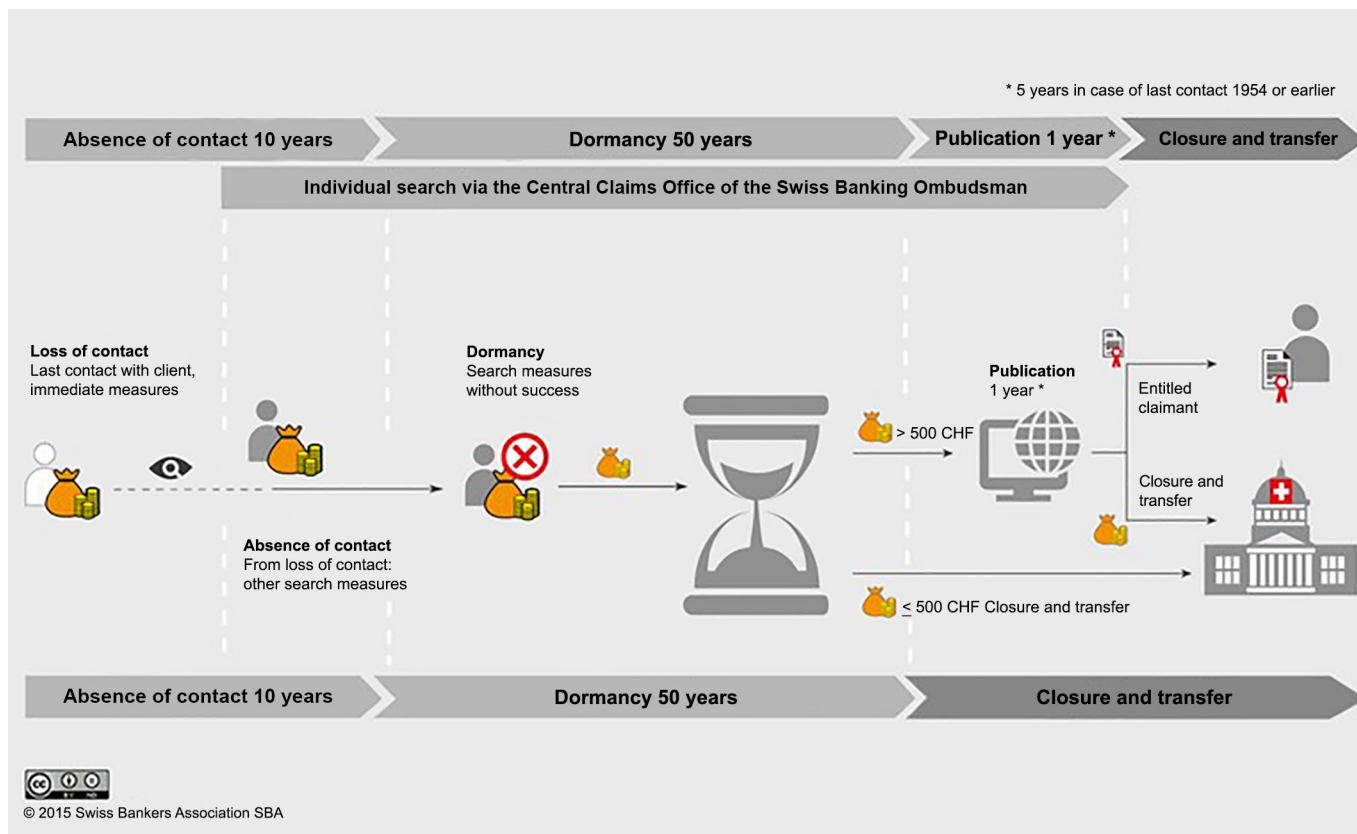 * 5 years in case of last contact 1954 or earlier
Absence of contact 10 years
Dormancy 50 years
Publication 1 year *
Closure and transfer
Individual search via the Central Claims Office of the Swiss Banking Ombudsman
Loss of contact
Last contact with client,
immediate measures
Absence of contact
From loss of contact:
other search measures
Dormancy
Search measures
without success
> 500 CHF
≤ 500 CHF Closure and transfer
Publication
1 year *
Entitled
claimant
Closure and
transfer
Absence of contact 10 years
Dormancy 50 years
Closure and transfer
cc
BY ND
© 2015 Swiss Bankers Association SBA